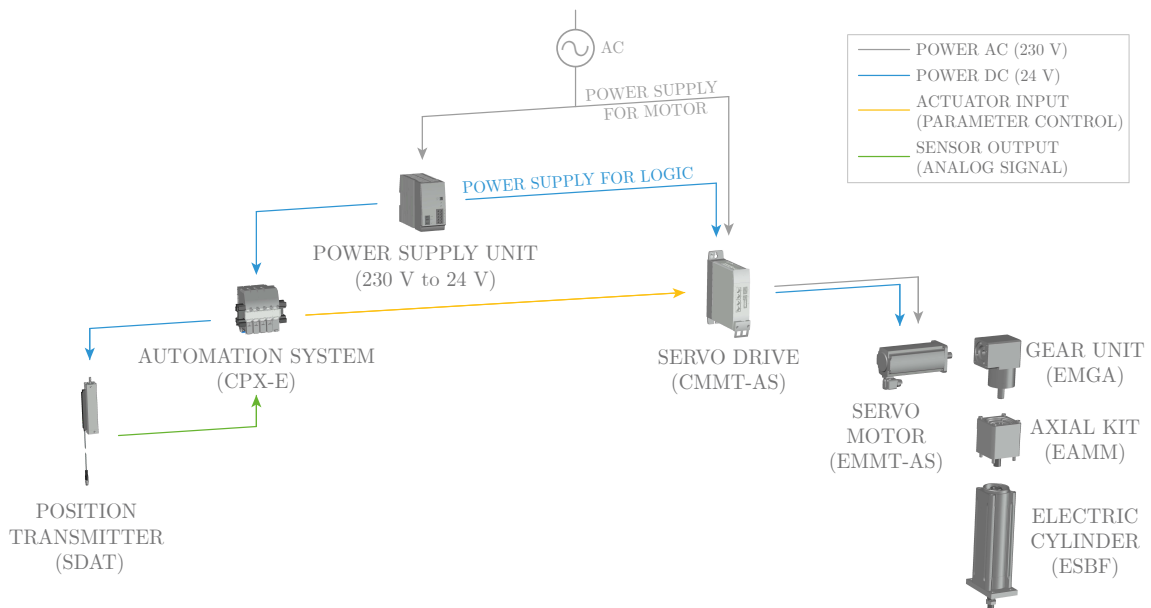 AC
POWER SUPPLY
FOR MOTOR
POWER AC (230 V)
POWER DC (24 V)
ACTUATOR INPUT
(PARAMETER CONTROL)
SENSOR OUTPUT
(ANALOG SIGNAL)
POWER SUPPLY FOR LOGIC
POWER SUPPLY UNIT
(230 V to 24 V)
AUTOMATION SYSTEM
(CPX-E)
SERVO DRIVE
(CMMT-AS)
GEAR UNIT
(EMGA)
SERVO
MOTOR
(EMMT-AS)
AXIAL KIT
(EAMM)
POSITION
TRANSMITTER
(SDAT)
ELECTRIC
CYLINDER
(ESBF)